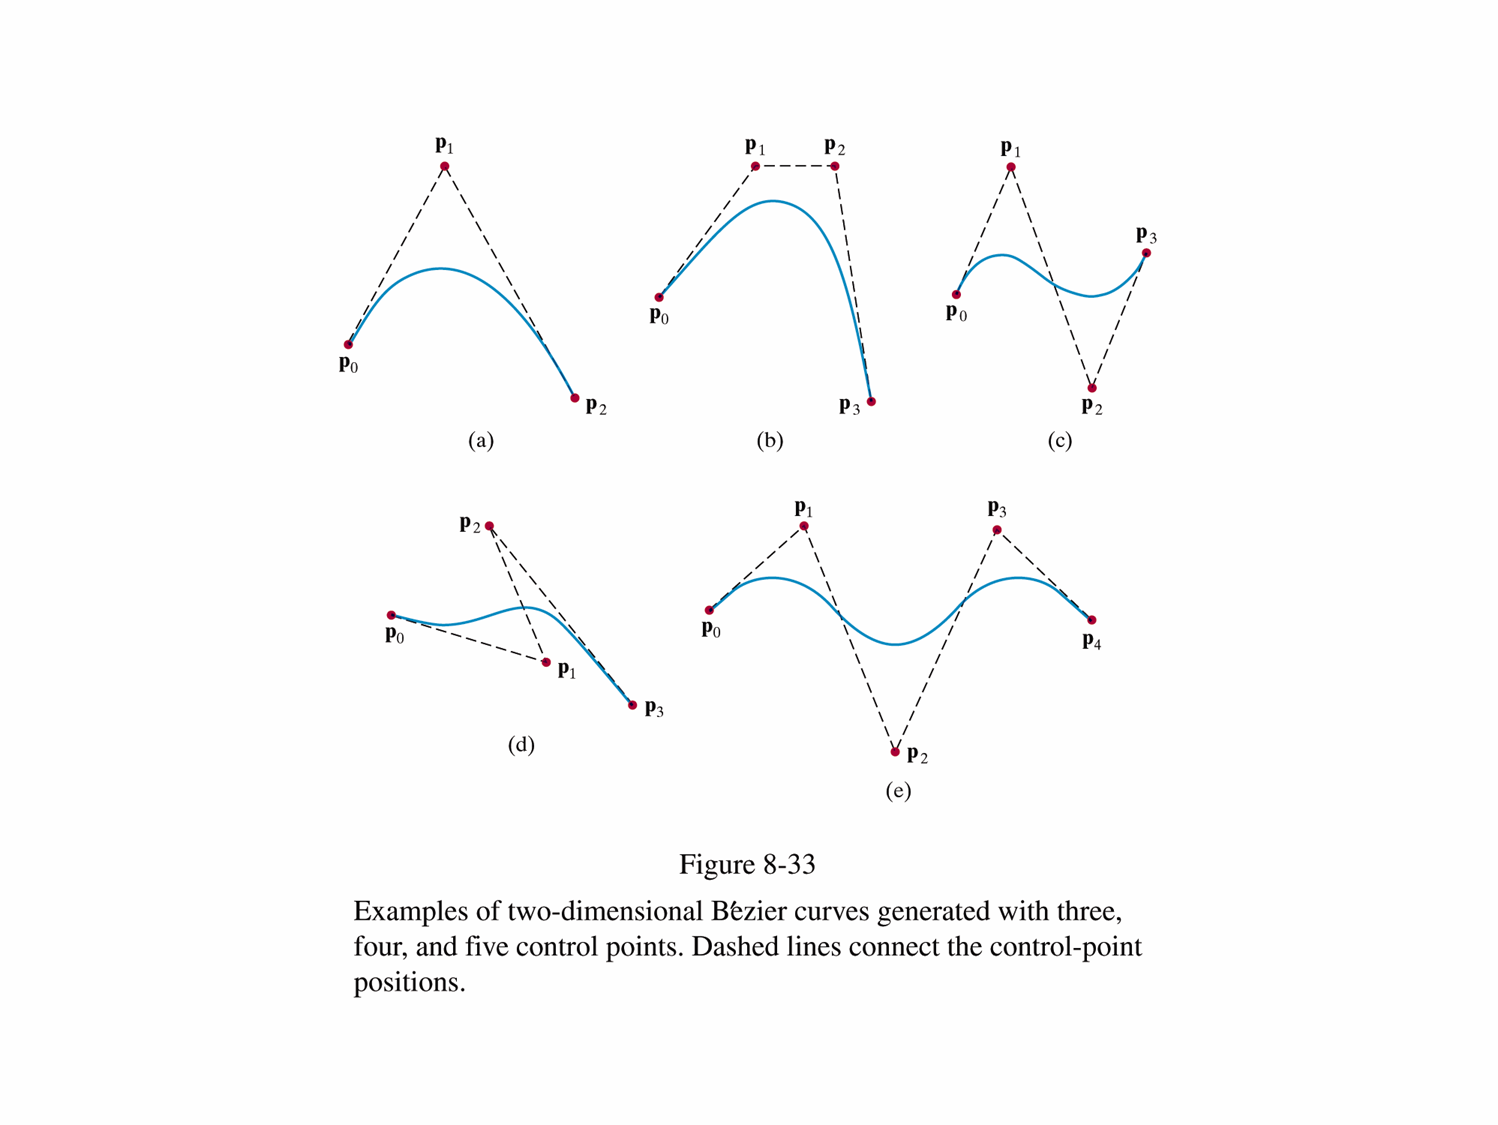 p1
p1 p2
p1
p3
p0
p0
p0
p2
p3
p2
(a) (b) (c)
p1 p3
p2
p0
p0
p4
p1
p3
(d)
p2
(e)
Figure 8-33
Examples of two-dimensional Bézier curves generated with three,
four, and five control points. Dashed lines connect the control-point
positions.